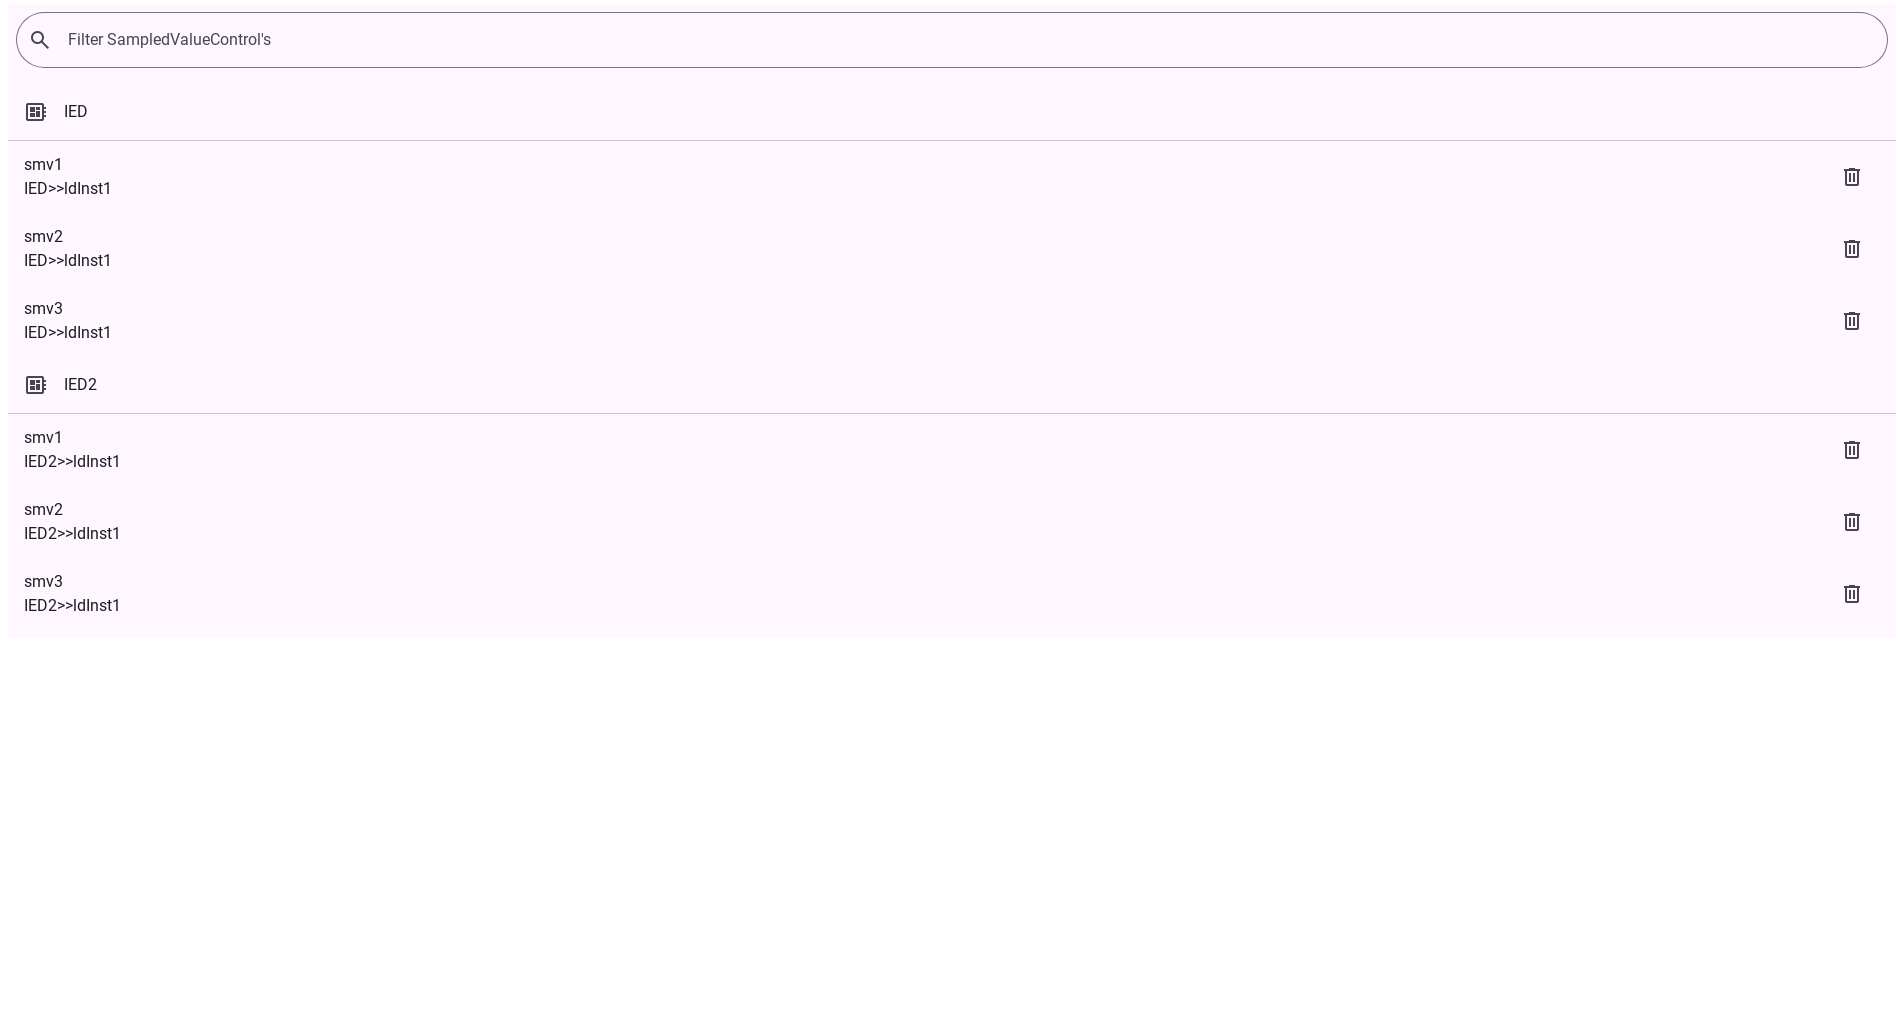 Filter SampledValueControl's
IED
smv1
IED>>ldInst1
smv2
IED>>ldInst1
smv3
IED>>ldInst1
IED2
smv1
IED2>>ldInst1
smv2
IED2>>ldInst1
smv3
IED2>>ldInst1